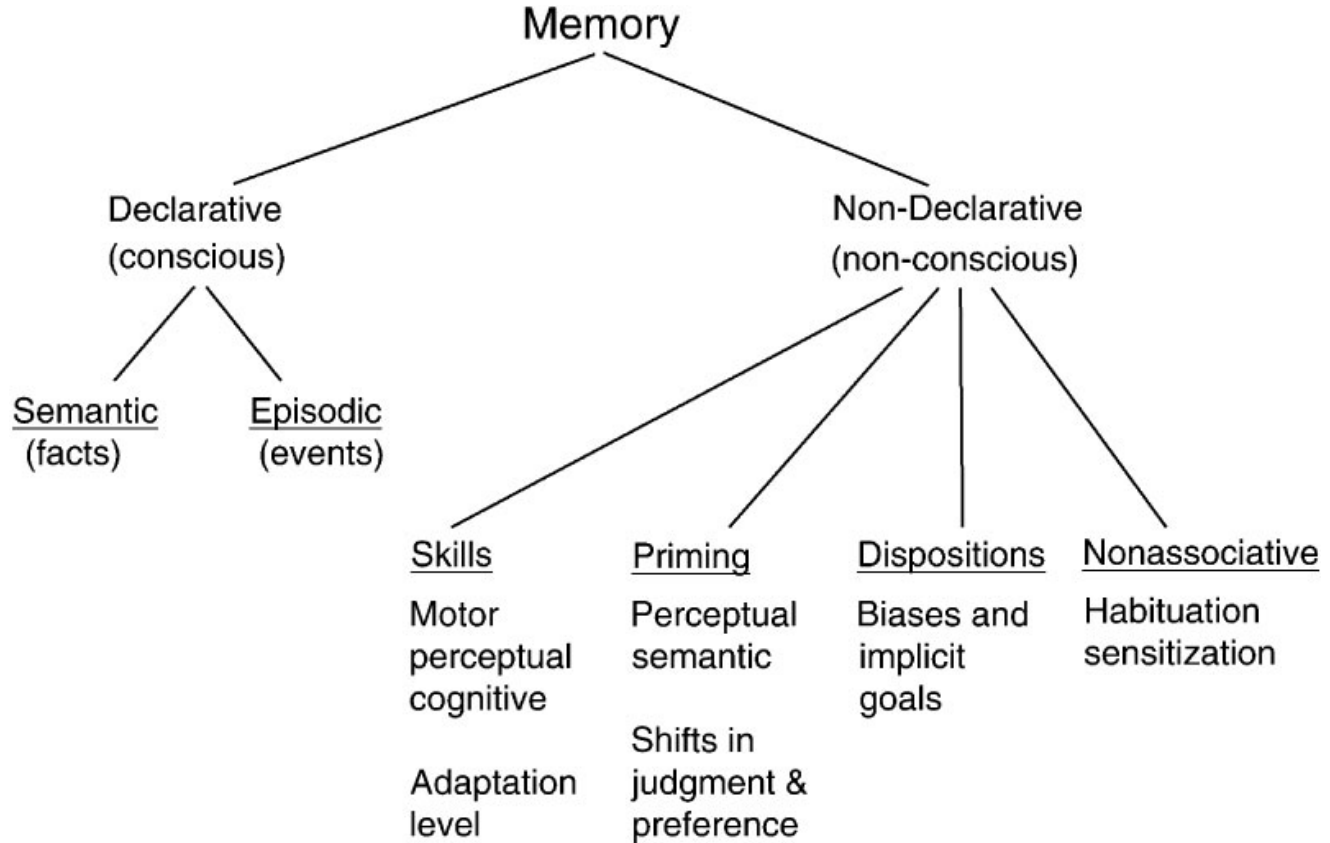 Memory
Declarative
(conscious)
Non-Declarative
(non-conscious)
Semantic
(facts)
Episodic
(events)
Skills
Motor
perceptual
cognitive
Adaptation
level
Priming
Perceptual
semantic
Shifts in
judgment &
preference
Dispositions
Biases and
implicit
goals
Nonassociative
Habituation
sensitization